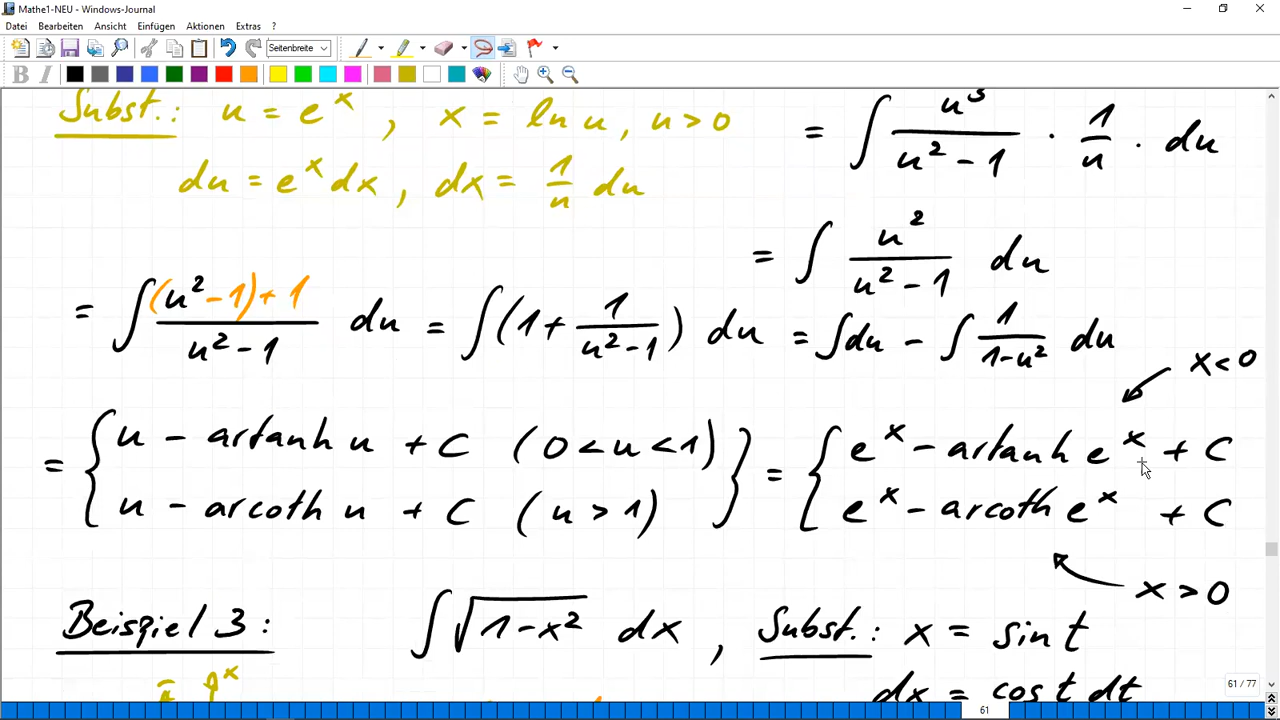 Mathe1-NEU - Windows-Journal
Datei Bearbeiten Ansicht Einfügen Aktionen Extras ?
Seitenbreite
B I
Subst.: u = e^x , x = ln u, u > 0
= ∫ u^3/(u^2 - 1) · 1/u · du
du = e^x dx , dx = 1/u du
= ∫ u^2/(u^2 - 1) du
= ∫ ((u^2 - 1) + 1)/(u^2 - 1) du = ∫ (1 + 1/(u^2 - 1)) du = ∫ du - ∫ 1/(1 - u^2) du
x < 0
= { u - artanh u + C (0 < u < 1) } = { e^x - artanh e^x + C
u - arcoth u + C (u > 1) e^x - arcoth e^x + C
x > 0
Beispiel 3: ∫ √(1 - x^2) dx , Subst.: x = sin t
dx = cos t dt
61 / 77
61